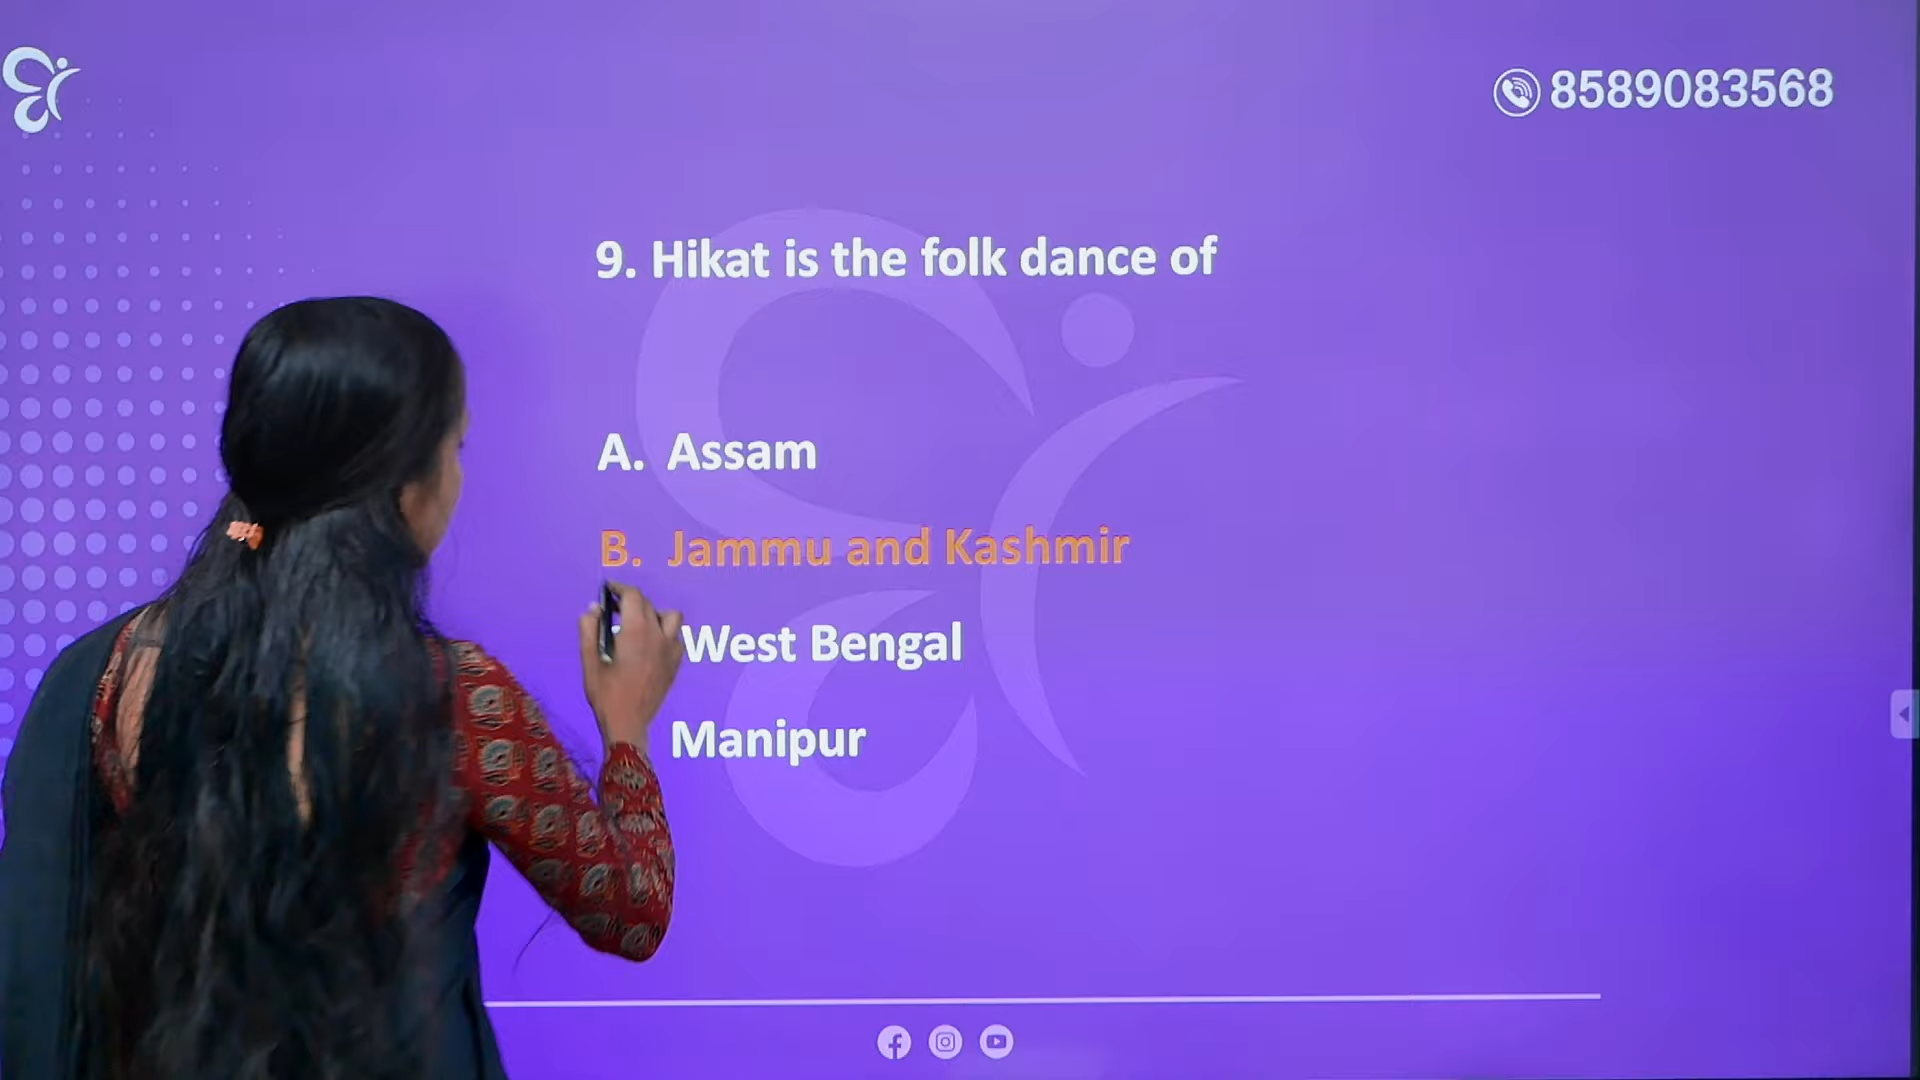 8589083568
9. Hikat is the folk dance of
A. Assam
B. Jammu and Kashmir
West Bengal
Manipur